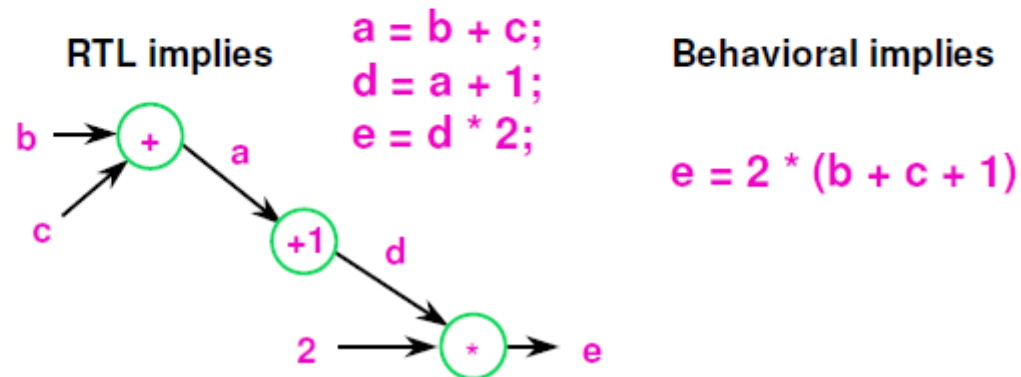 RTL implies
a = b + c;
d = a + 1;
e = d * 2;
Behavioral implies
e = 2 * (b + c + 1)
b
+
a
c
+1
d
2
*
e